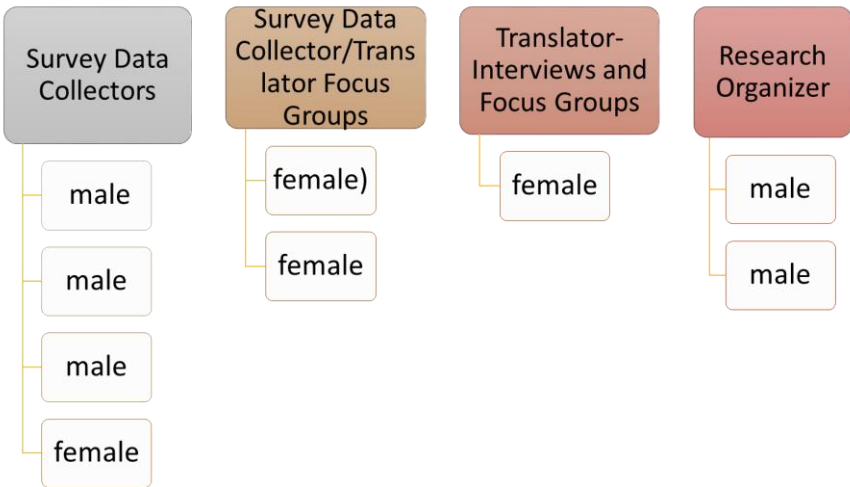 Survey Data
Collectors
male
male
male
female
Survey Data
Collector/Trans
lator Focus
Groups
female)
female
Translator-
Interviews and
Focus Groups
female
Research
Organizer
male
male